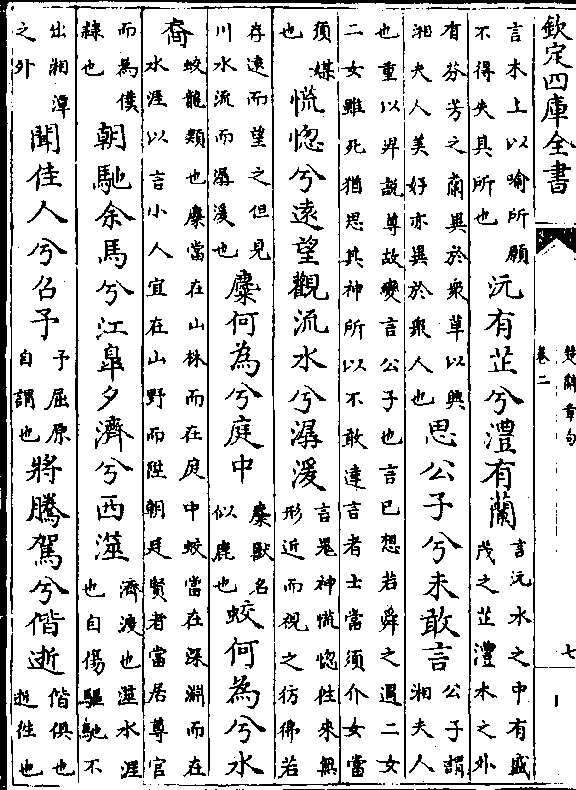 欽定四庫全書
楚辭章句
卷二
七
言木上以喻所願
不得失其所也
沅有芷兮澧有蘭
言沅水之中有盛
茂之芷澧水之外
有芬芳之蘭異於衆草以興
湘夫人美好亦異於衆人也
思公子兮未敢言
公子謂
湘夫人
也重以卑說尊故變言公子也言已想若舜之遇二女
二女雖死猶思其神所以不敢達言者士當須介女當
須媒
也
慌惚兮遠望觀流水兮潺湲
言鬼神慌惚往來無
形近而視之彷彿若
存遠而望之但見
川水流而潺湲也
麋何為兮庭中
麋獸名
似鹿也
蛟何為兮水
裔
蛟龍類也麋當在山林而在庭中蛟當在深淵而在
水涯以言小人宜在山野而陞朝廷賢者當居尊官
而為僕
隸也
朝馳余馬兮江臯夕濟兮西澨
濟渡也澨水涯
也自傷驅馳不
出湘潭
之外
聞佳人兮召予
予屈原
自謂也
將騰駕兮偕逝
偕俱也
逝往也